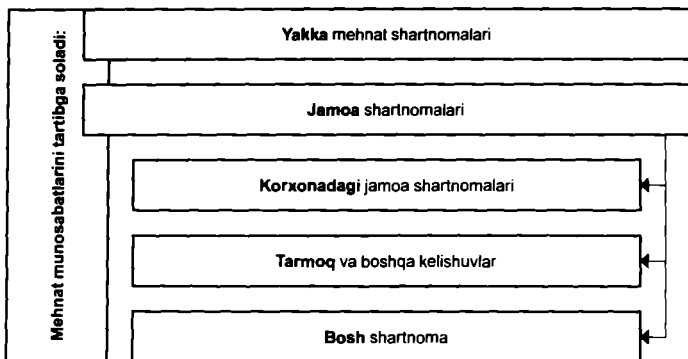 Mehnat munosabatlarini tartibga soladi:
Yakka mehnat shartnomalari
Jamoa shartnomalari
Korxonadagi jamoa shartnomalari
Tarmoq va boshqa kelishuvlar
Bosh shartnoma